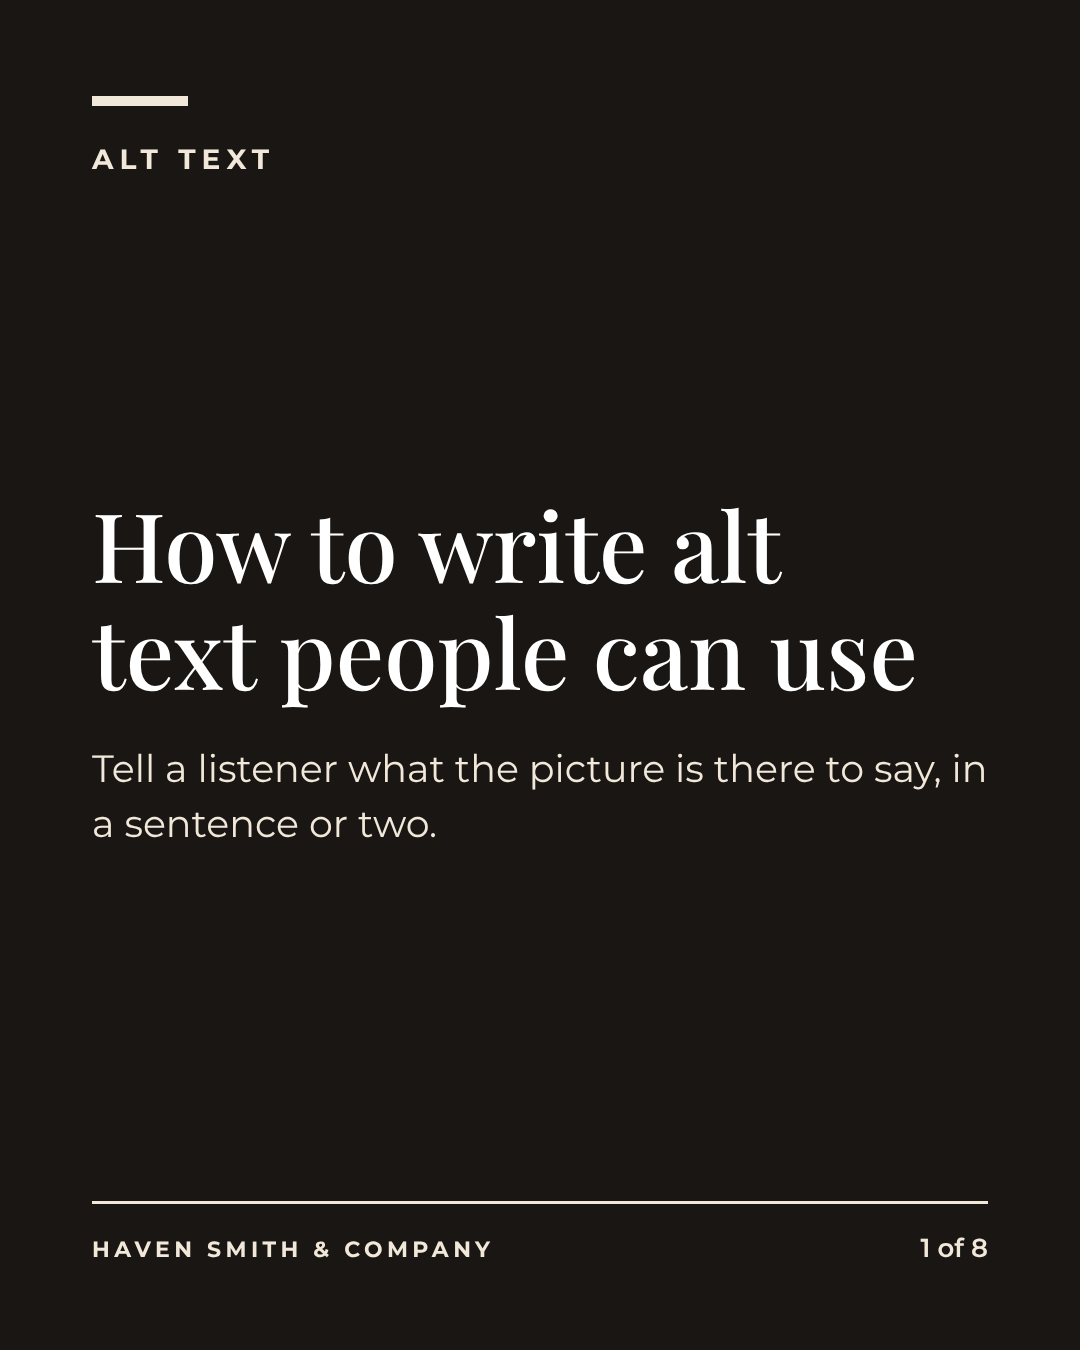 ALT TEXT
How to write alt
text people can use
Tell a listener what the picture is there to say, in
a sentence or two.
HAVEN SMITH & COMPANY
1 of 8